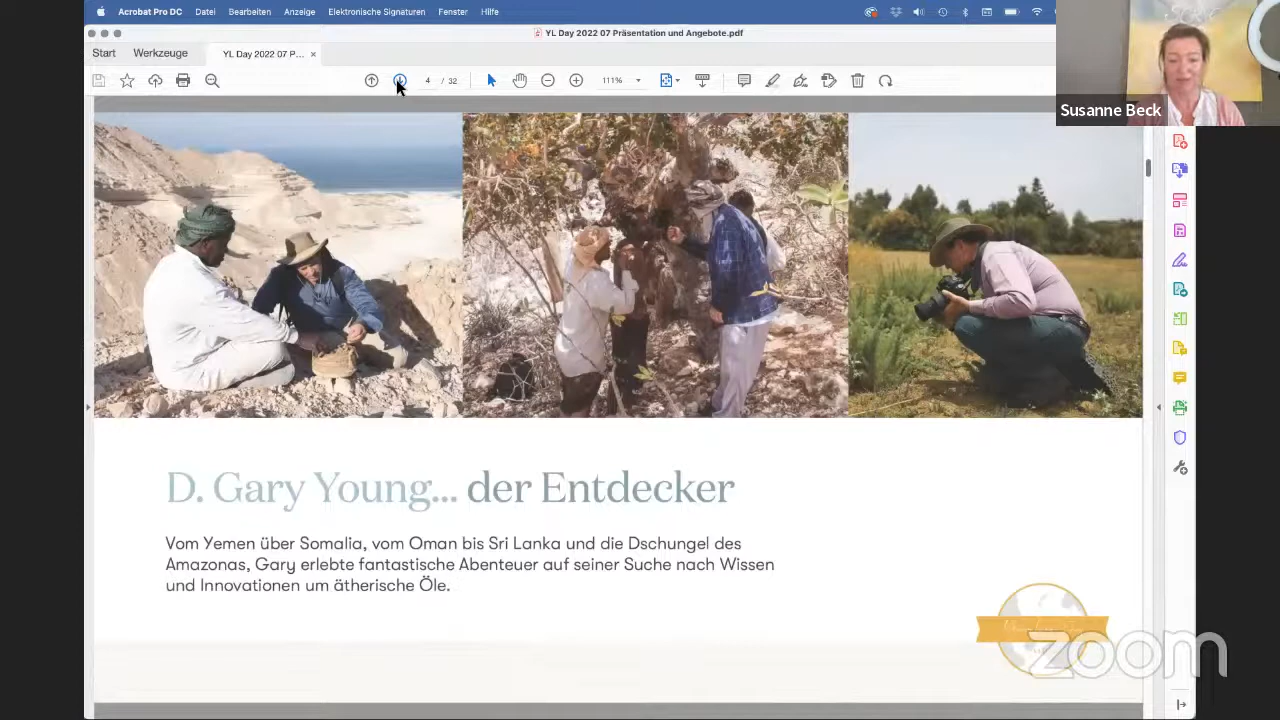 Acrobat Pro DC Datei Bearbeiten Anzeige Elektronische Signaturen Fenster Hilfe
YL Day 2022 07 Präsentation und Angebote.pdf
Start Werkzeuge YL Day 2022 07 P... ×
4 / 32 111%
Susanne Beck
D. Gary Young... der Entdecker
Vom Yemen über Somalia, vom Oman bis Sri Lanka und die Dschungel des
Amazonas, Gary erlebte fantastische Abenteuer auf seiner Suche nach Wissen
und Innovationen um ätherische Öle.
zoom